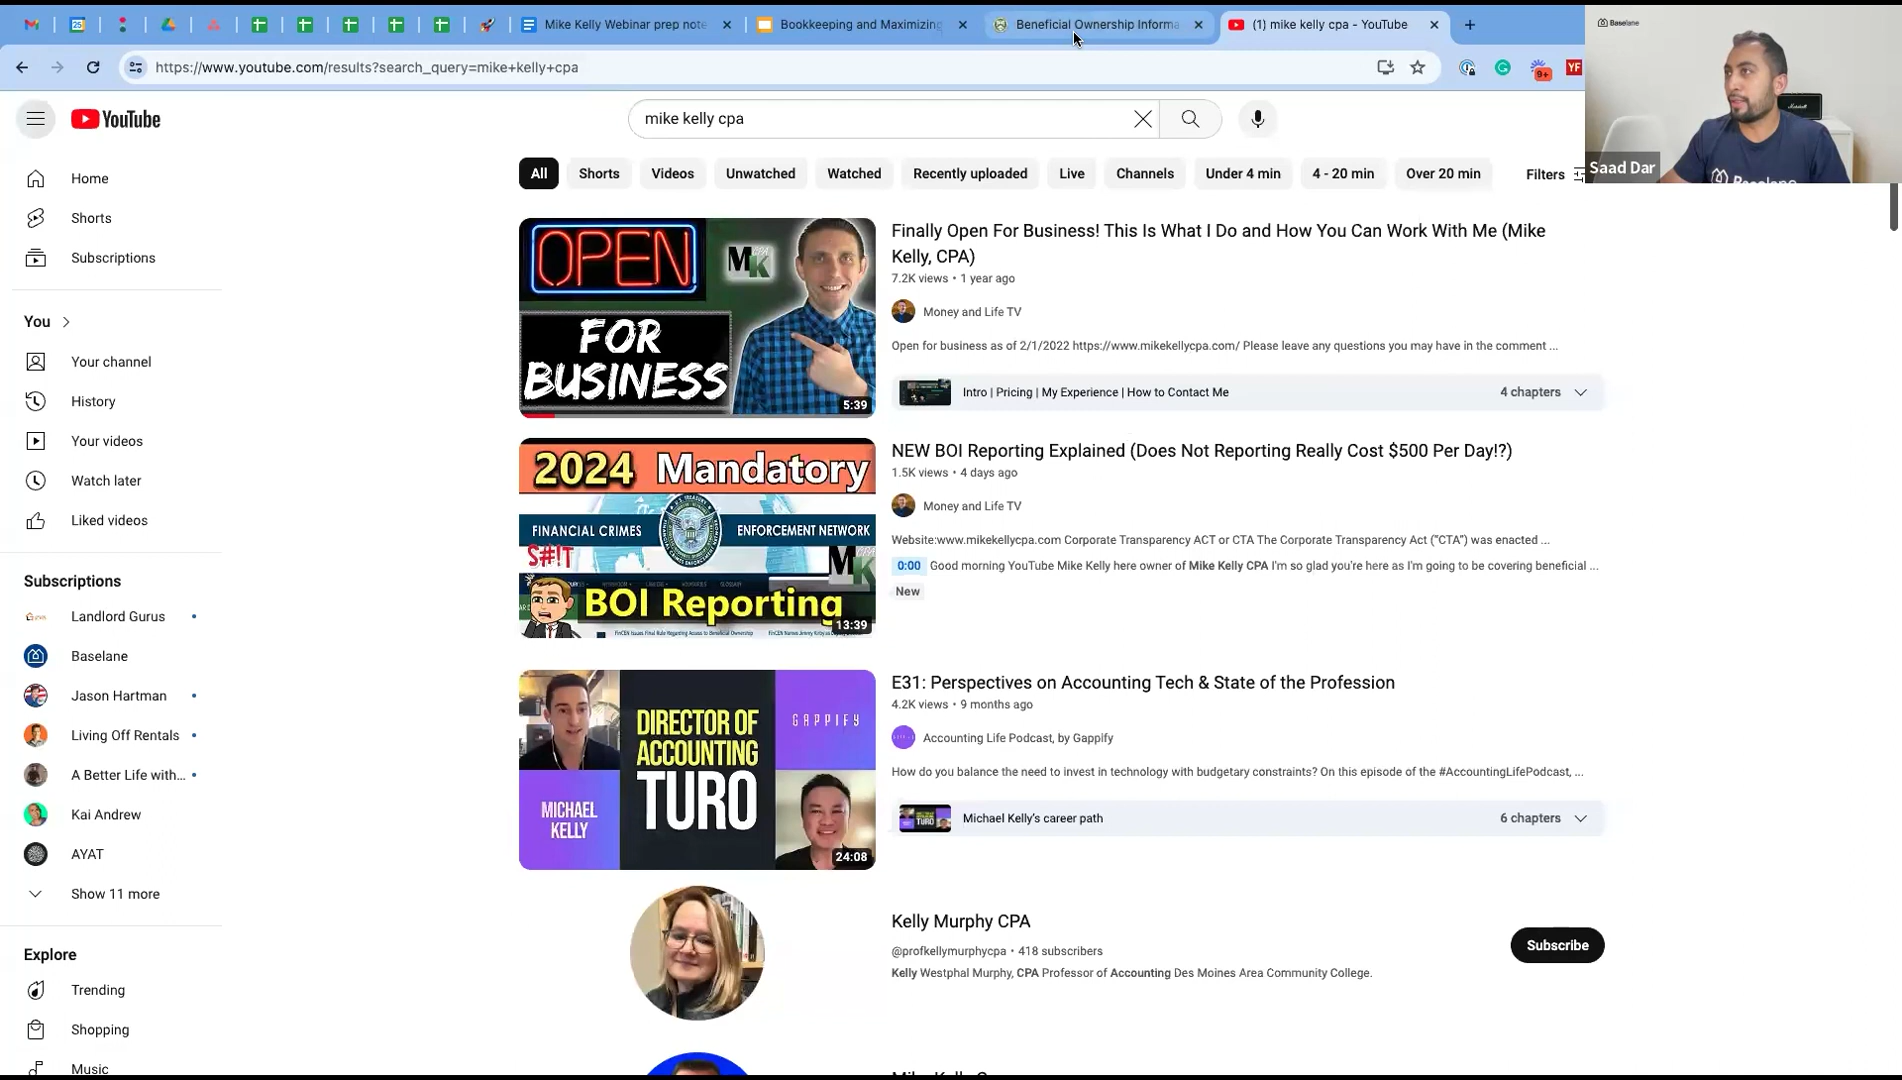 Mike Kelly Webinar prep note
Bookkeeping and Maximizing
Beneficial Ownership Informa
(1) mike kelly cpa - YouTube
https://www.youtube.com/results?search_query=mike+kelly+cpa
9+
YF
Baselane
Saad Dar
YouTube
mike kelly cpa
All
Shorts
Videos
Unwatched
Watched
Recently uploaded
Live
Channels
Under 4 min
4 - 20 min
Over 20 min
Filters
Home
Shorts
Subscriptions
You
Your channel
History
Your videos
Watch later
Liked videos
Subscriptions
Landlord Gurus
Baselane
Jason Hartman
Living Off Rentals
A Better Life with...
Kai Andrew
AYAT
Show 11 more
Explore
Trending
Shopping
Music
OPEN
FOR
BUSINESS
MK
CPA
5:39
Finally Open For Business! This Is What I Do and How You Can Work With Me (Mike
Kelly, CPA)
7.2K views • 1 year ago
Money and Life TV
Open for business as of 2/1/2022 https://www.mikekellycpa.com/ Please leave any questions you may have in the comment ...
Intro | Pricing | My Experience | How to Contact Me
4 chapters
2024 Mandatory
FINANCIAL CRIMES
ENFORCEMENT NETWORK
S#!T
MK
BOI Reporting
13:39
NEW BOI Reporting Explained (Does Not Reporting Really Cost $500 Per Day!?)
1.5K views • 4 days ago
Money and Life TV
Website:www.mikekellycpa.com Corporate Transparency ACT or CTA The Corporate Transparency Act ("CTA") was enacted ...
0:00 Good morning YouTube Mike Kelly here owner of Mike Kelly CPA I'm so glad you're here as I'm going to be covering beneficial ...
New
DIRECTOR OF
ACCOUNTING
TURO
GAPPIFY
MICHAEL
KELLY
24:08
E31: Perspectives on Accounting Tech & State of the Profession
4.2K views • 9 months ago
Accounting Life Podcast, by Gappify
How do you balance the need to invest in technology with budgetary constraints? On this episode of the #AccountingLifePodcast, ...
Michael Kelly's career path
6 chapters
Kelly Murphy CPA
@profkellymurphycpa • 418 subscribers
Kelly Westphal Murphy, CPA Professor of Accounting Des Moines Area Community College.
Subscribe